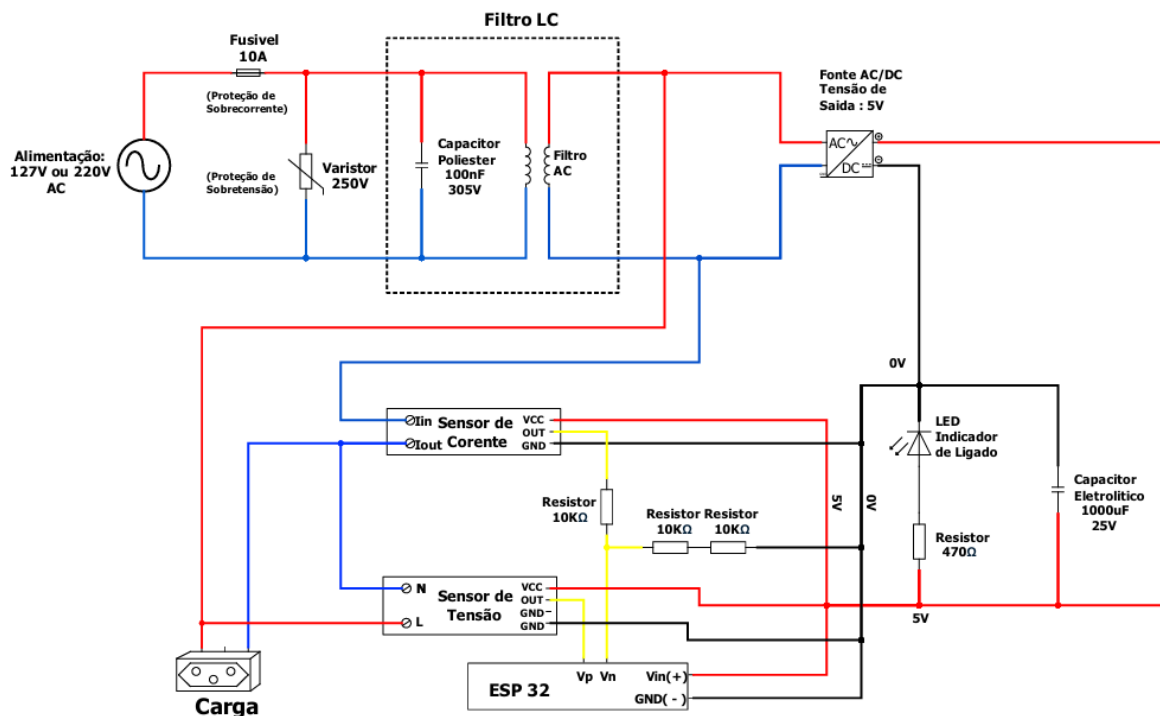 Filtro LC
Fusivel
10A
(Proteção de
Sobrecorrente)
Alimentação:
127V ou 220V
AC
(Proteção de
Sobretensão)
Varistor
250V
Capacitor
Poliester
100nF
305V
Filtro
AC
Fonte AC/DC
Tensão de
Saida : 5V
AC
DC
0V
Iin
Iout
Sensor de
Corente
VCC
OUT
GND
Resistor
10KΩ
Resistor
10KΩ
Resistor
10KΩ
5V
0V
LED
Indicador
de Ligado
Resistor
470Ω
Capacitor
Eletrolitico
1000uF
25V
5V
N
L
Sensor de
Tensão
VCC
OUT
GND
GND
Vp
Vn
ESP 32
Vin(+)
GND( - )
Carga